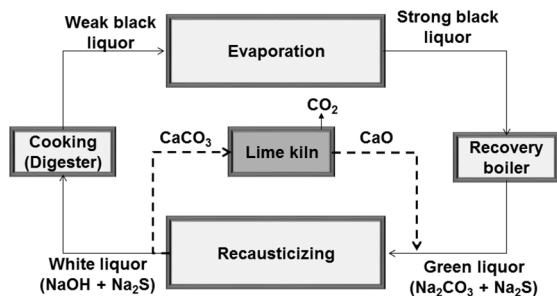 Weak black
liquor
Evaporation
Strong black
liquor
CO₂
Cooking
(Digester)
CaCO₃
Lime kiln
CaO
Recovery
boiler
Recausticizing
White liquor
(NaOH + Na₂S)
Green liquor
(Na₂CO₃ + Na₂S)